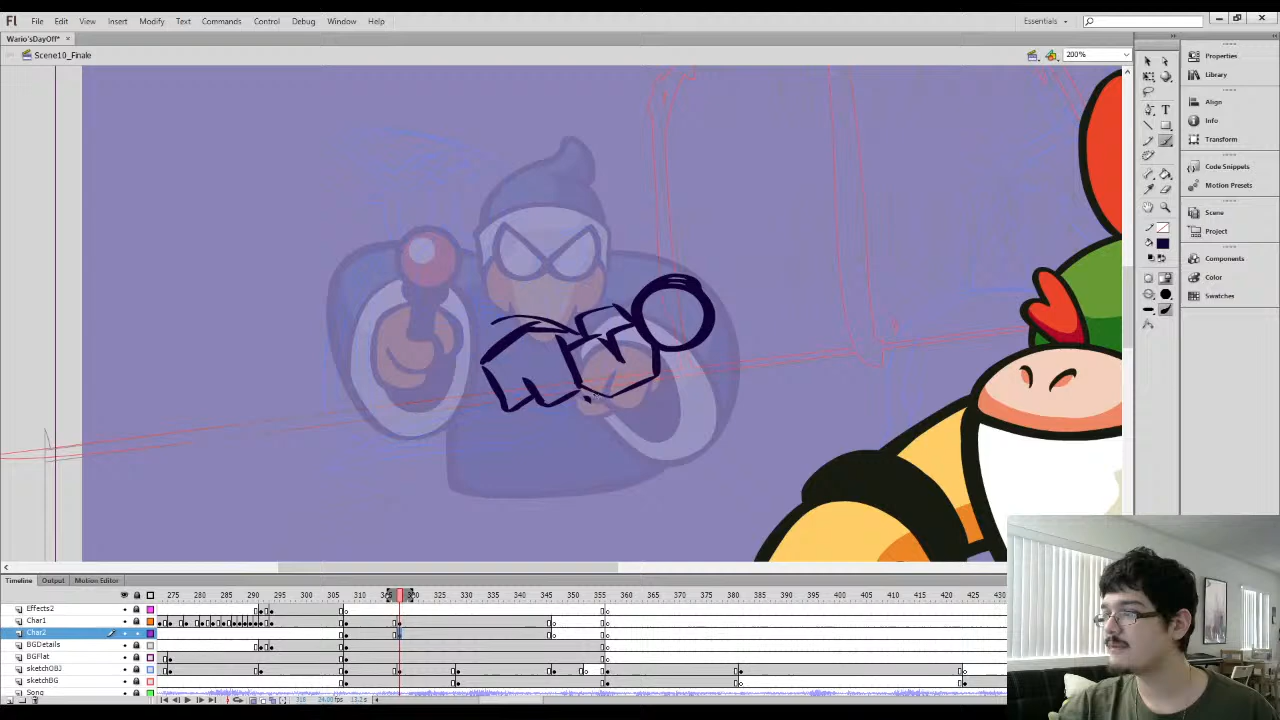 Fl File Edit View Insert Modify Text Commands Control Debug Window Help Essentials
Wario'sDayOff* ×
Scene10_Finale 200%
Properties
Library
Align
Info
Transform
Code Snippets
Motion Presets
Scene
Project
Components
Color
Swatches
Timeline Output Motion Editor
275 280 285 290 295 300 305 320 325 330 335 340 345 350 355 360 365 370 375 380 385 390 395 400 405 410 415 420 425 430
Effects2
Char1
Char2
BGDetails
BGFlat
sketchOBJ
sketchBG
Song